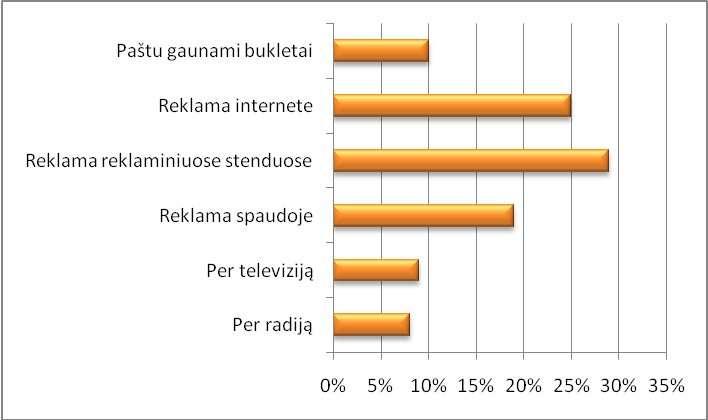 Paštu gaunami bukletai
Reklama internete
Reklama reklaminiuose stenduose
Reklama spaudoje
Per televiziją
Per radiją
0% 5% 10% 15% 20% 25% 30% 35%